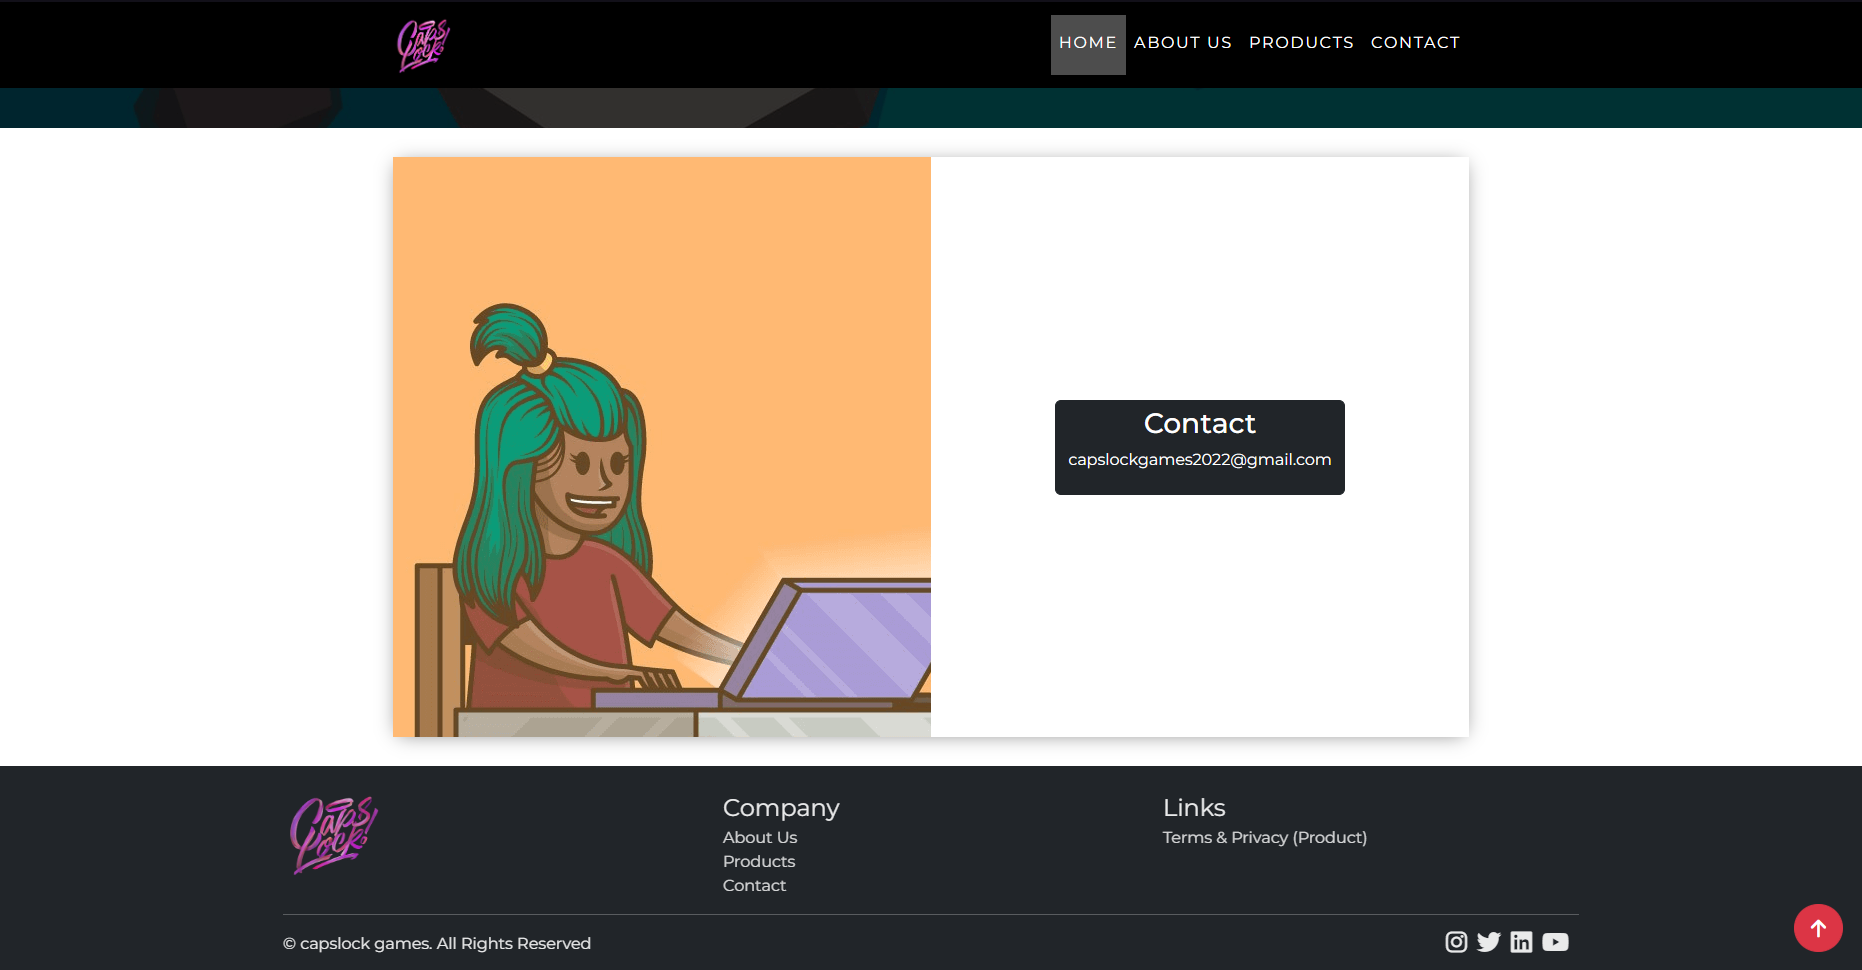 Caps Lock!
HOME ABOUT US PRODUCTS CONTACT
Contact
capslockgames2022@gmail.com
Caps Lock!
Company
About Us
Products
Contact
Links
Terms & Privacy (Product)
© capslock games. All Rights Reserved
in